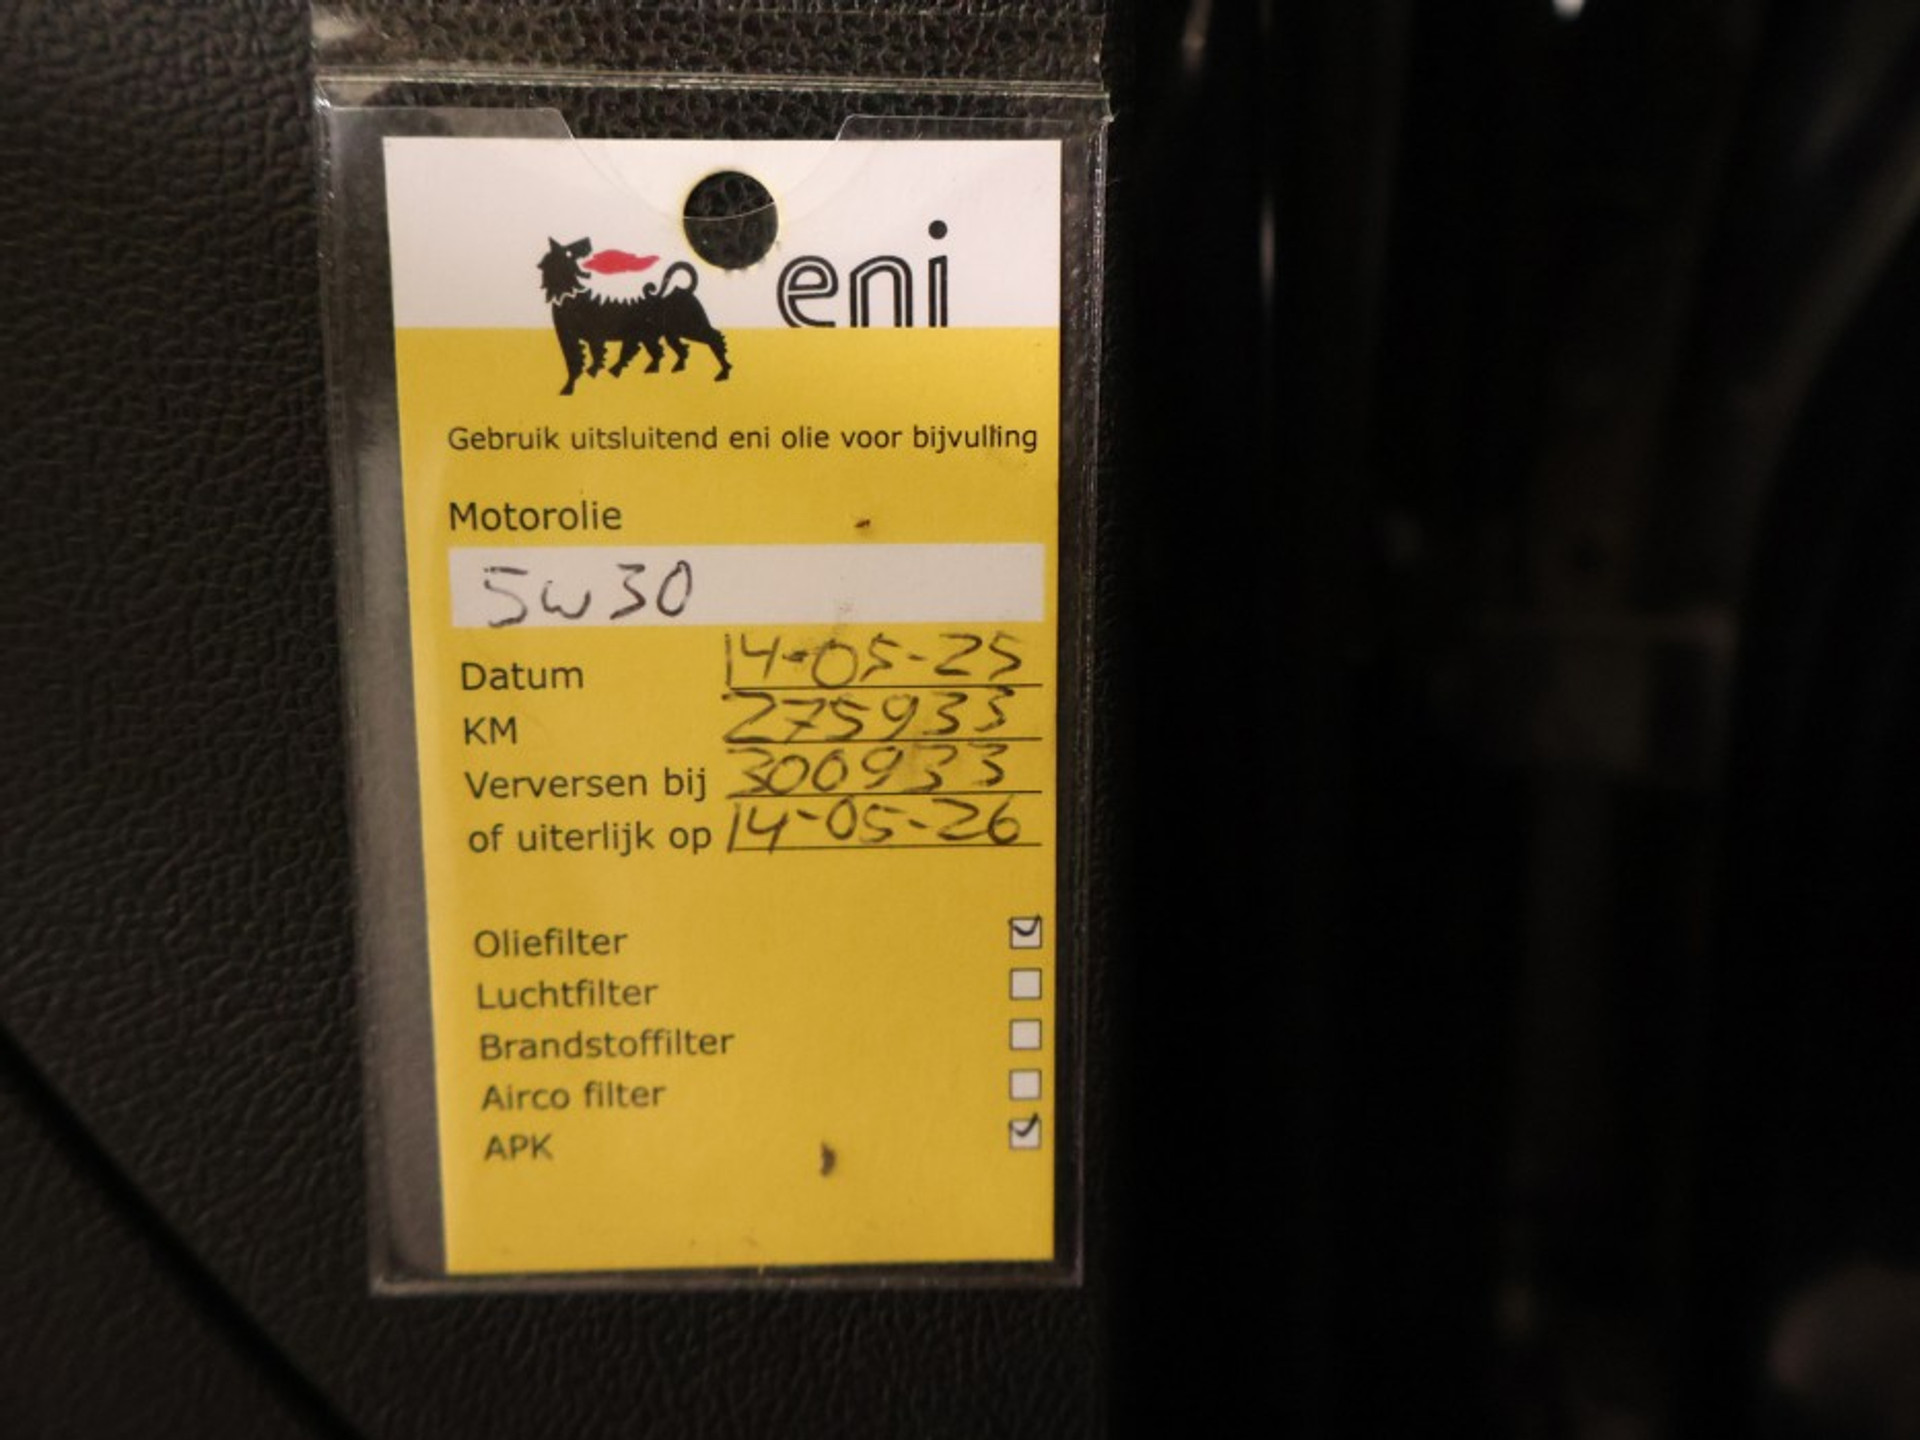 eni
Gebruik uitsluitend eni olie voor bijvulling
Motorolie
5w30
Datum 14-05-25
KM 275933
Verversen bij 300933
of uiterlijk op 14-05-26
Oliefilter
Luchtfilter
Brandstoffilter
Airco filter
APK